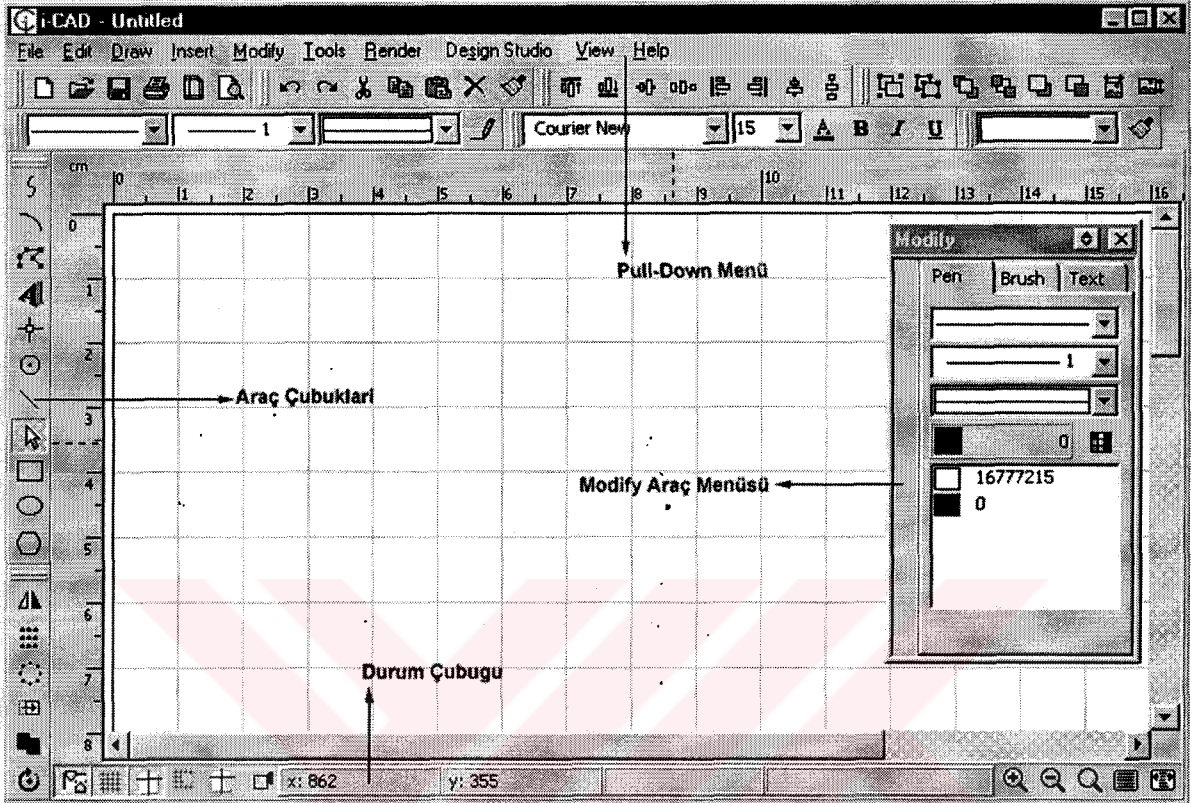 i-CAD - Untitled
File Edit Draw Insert Modify Tools Render Design Studio View Help
1 Courier New 15 A B I U
cm 0 1 2 3 4 5 6 7 8 9 10 11 12 13 14 15 16
0
Modify
Pull-Down Menü
Pen Brush Text
1
2
1
Araç Çubuklari
3
0
4
Modify Araç Menüsü
16777215
0
5
6
Durum Çubugu
7
8
x: 862 y: 355